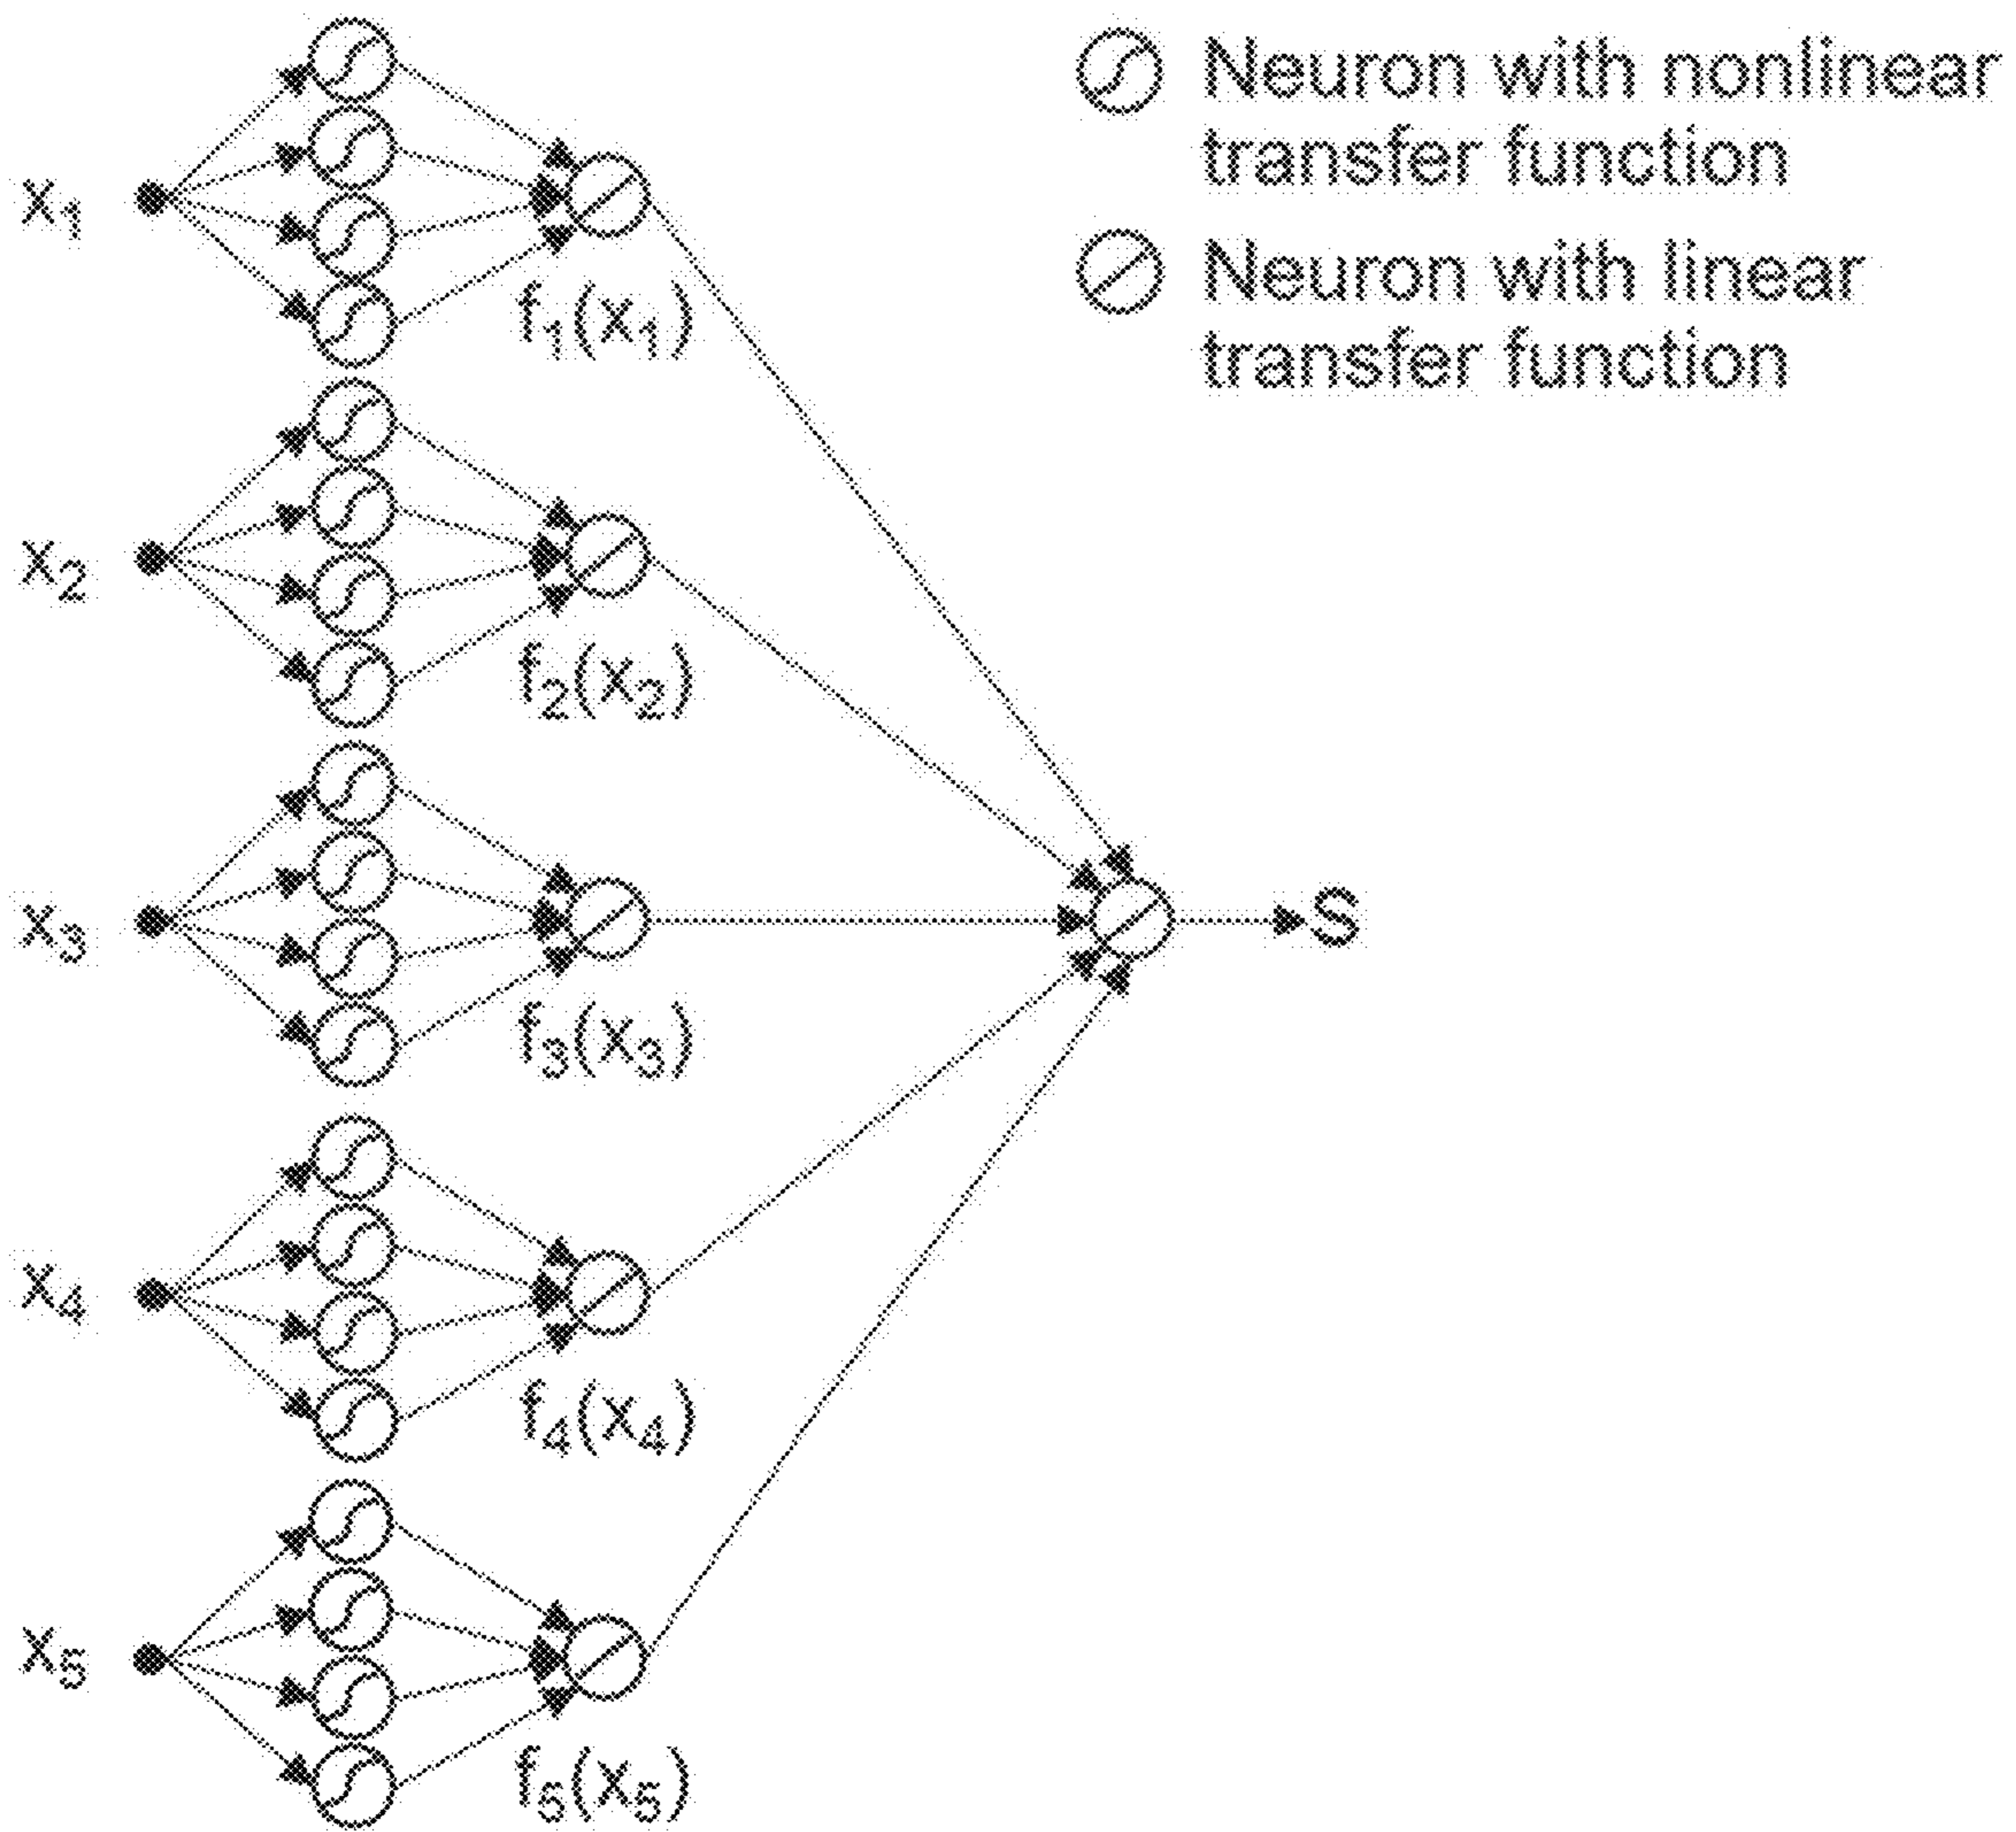 Neuron with nonlinear
transfer function
Neuron with linear
transfer function
x₁
f₁(x₁)
x₂
f₂(x₂)
x₃
f₃(x₃)
S
x₄
f₄(x₄)
x₅
f₅(x₅)